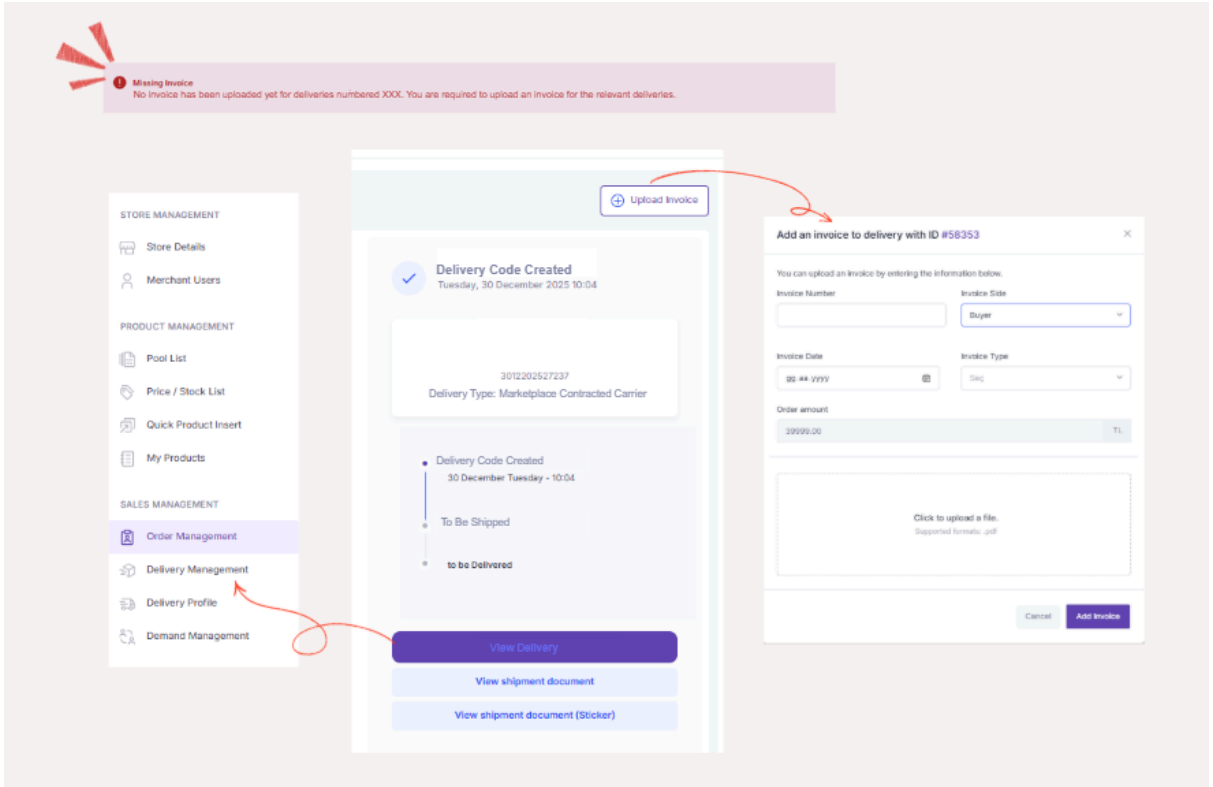 Missing Invoice
No invoice has been uploaded yet for deliveries numbered XXX. You are required to upload an invoice for the relevant deliveries.
STORE MANAGEMENT
Store Details
Merchant Users
PRODUCT MANAGEMENT
Pool List
Price / Stock List
Quick Product Insert
My Products
SALES MANAGEMENT
Order Management
Delivery Management
Delivery Profile
Demand Management
Upload Invoice
Delivery Code Created
Tuesday, 30 December 2025 10:04
3012202527237
Delivery Type: Marketplace Contracted Carrier
Delivery Code Created
30 December Tuesday - 10:04
To Be Shipped
to be Delivered
View Delivery
View shipment document
View shipment document (Sticker)
Add an invoice to delivery with ID #58353
You can upload an invoice by entering the information below.
Invoice Number
Invoice Side
Buyer
Invoice Date
Invoice Type
gg.aa.yyyy
Seç
Order amount
39999.00
TL
Click to upload a file.
Supported formats: .pdf
Cancel
Add Invoice